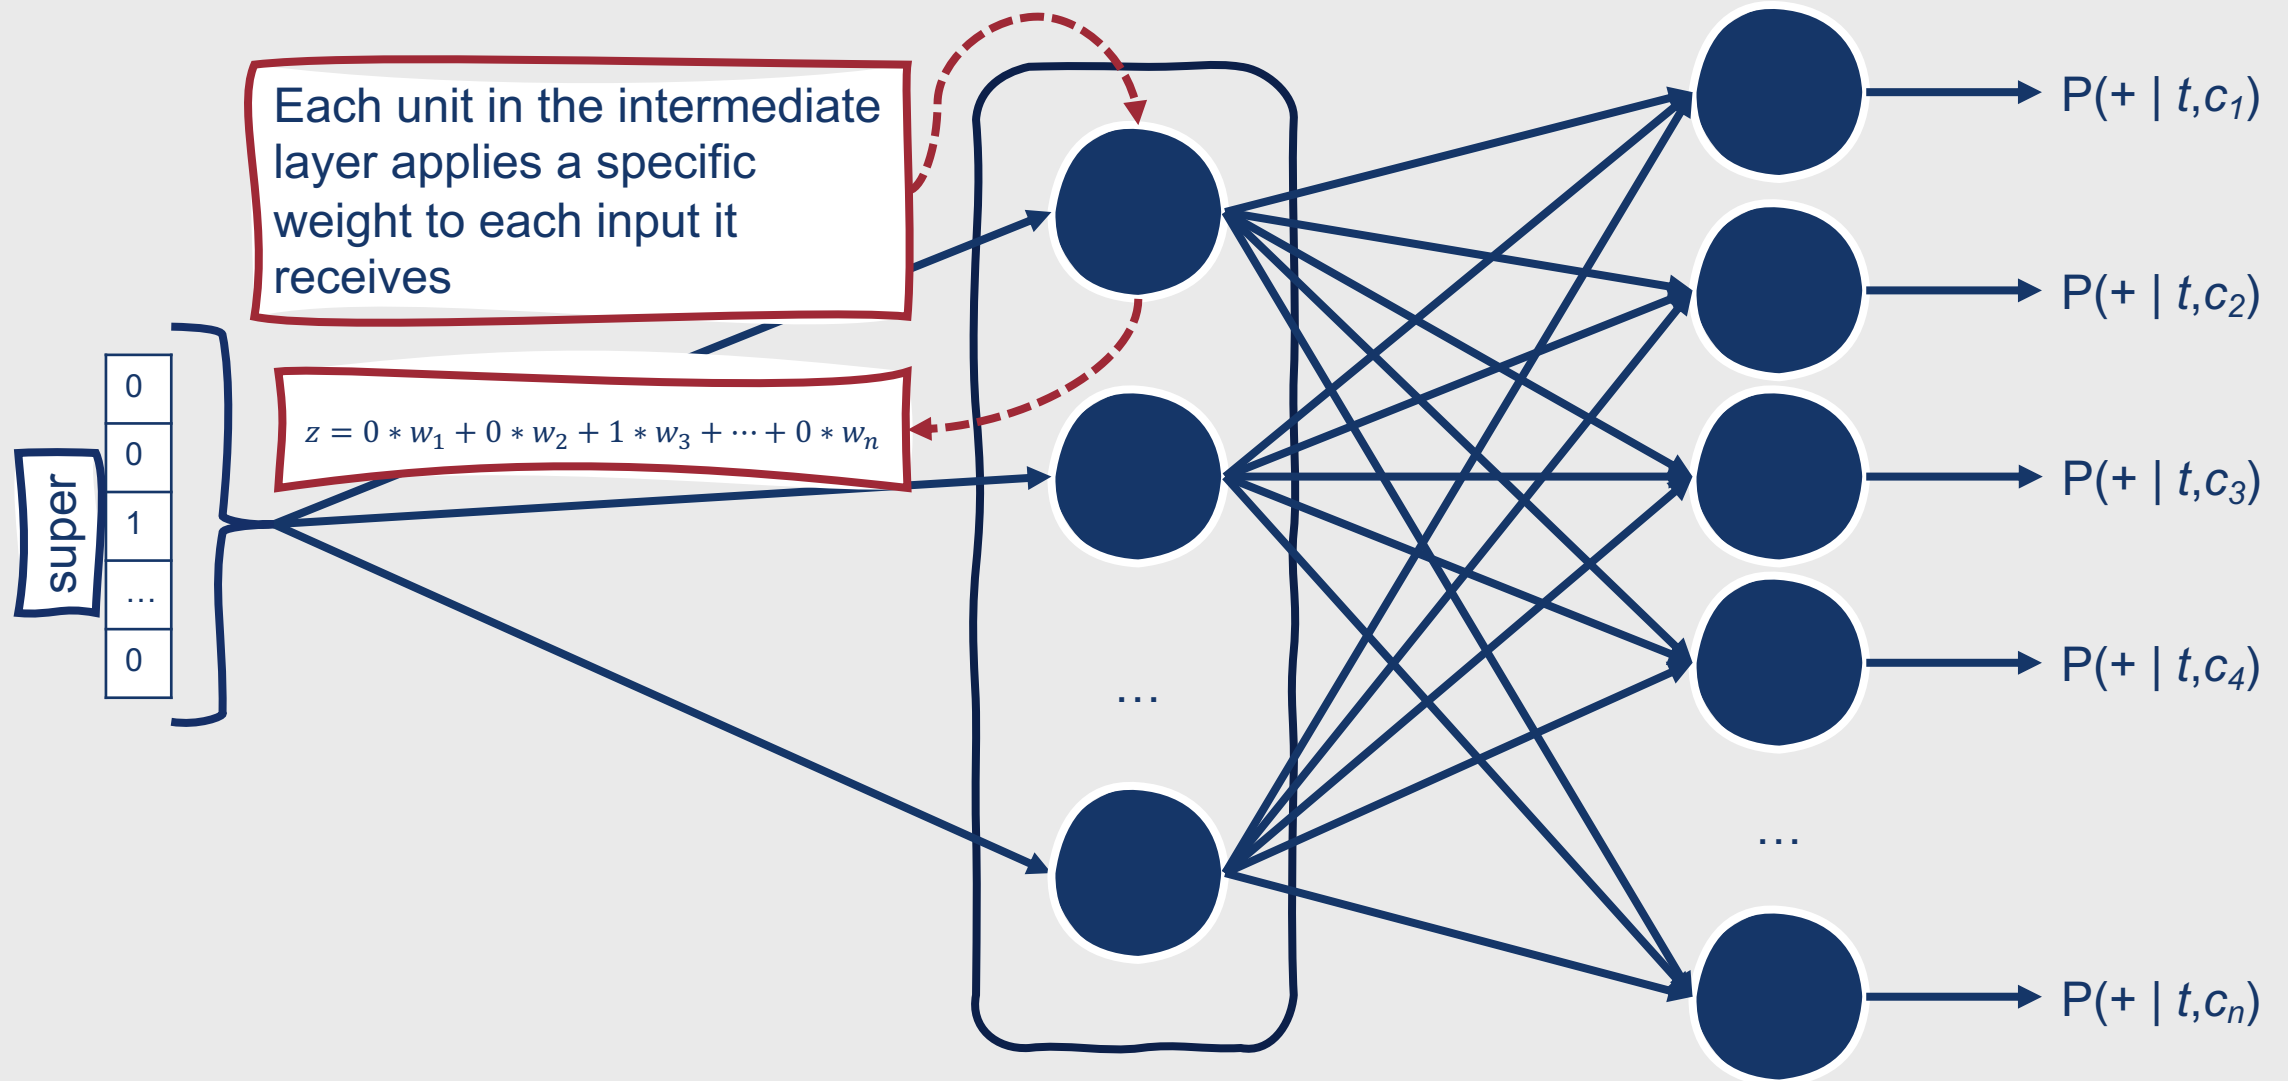 Each unit in the intermediate
layer applies a specific
weight to each input it
receives
z = 0 ∗ w₁ + 0 ∗ w₂ + 1 ∗ w₃ + ⋯ + 0 ∗ wₙ
super
0
0
1
…
0
…
…
P(+ | t,c₁)
P(+ | t,c₂)
P(+ | t,c₃)
P(+ | t,c₄)
P(+ | t,cₙ)